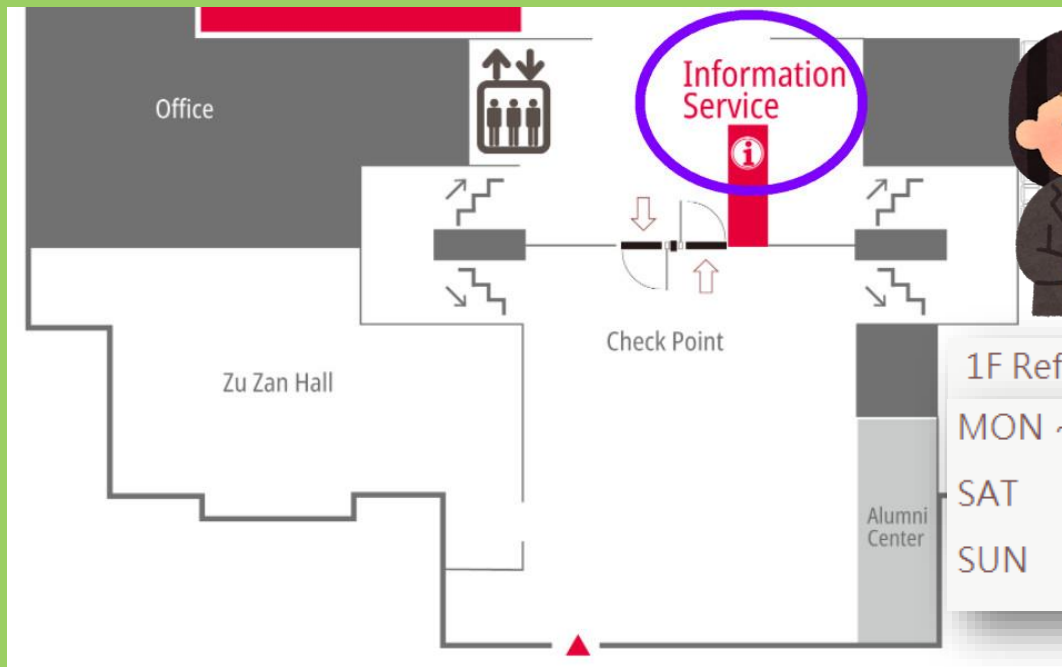 Office
Information
Service
i
Check Point
Zu Zan Hall
1F Ref
MON ~
SAT
SUN
Alumni
Center